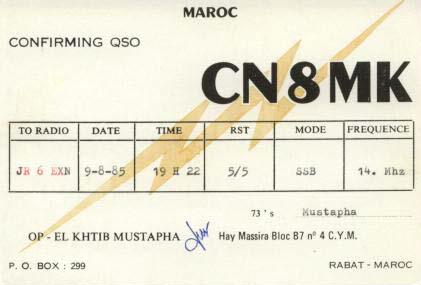 MAROC
CONFIRMING QSO
CN8MK
TO RADIO DATE TIME RST MODE FREQUENCE
JR 6 EXN 9-8-85 19 H 22 5/5 SSB 14. Mhz
73's Mustapha
OP - EL KHTIB MUSTAPHA Hay Massira Bloc B7 nº 4 C.Y.M.
P. O. BOX : 299 RABAT - MAROC